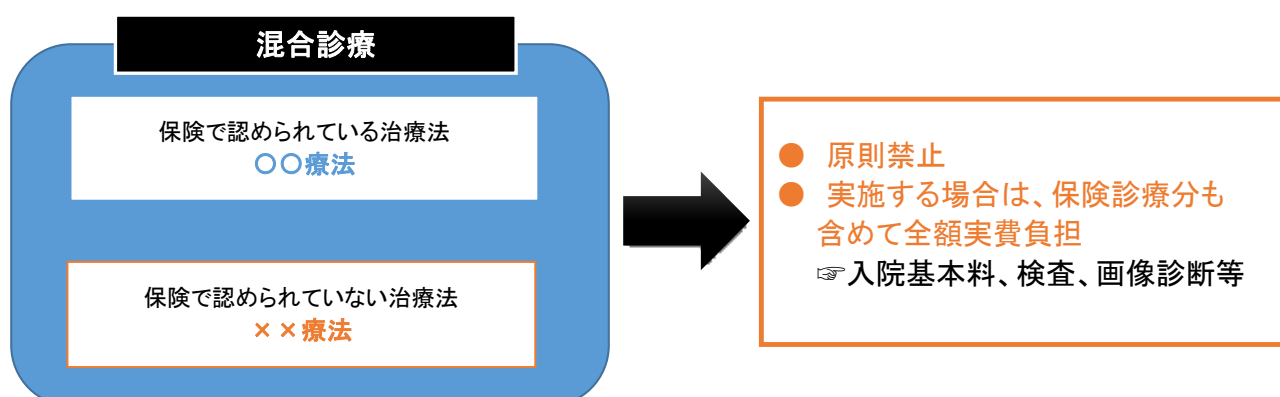 混合診療
保険で認められている治療法
〇〇療法
保険で認められていない治療法
××療法
● 原則禁止
● 実施する場合は、保険診療分も
含めて全額実費負担
☞入院基本料、検査、画像診断等